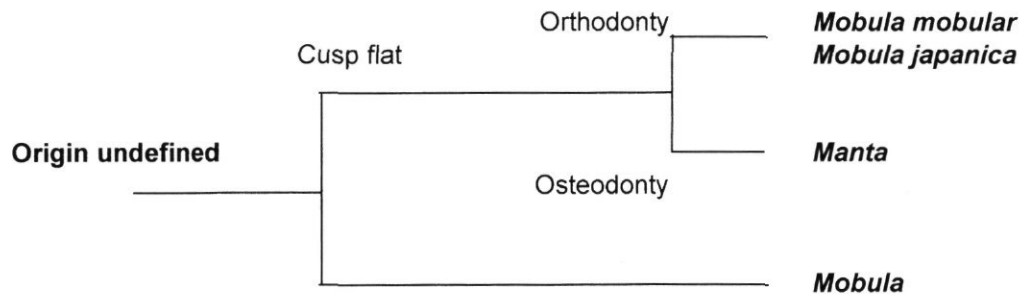 Orthodonty
Mobula mobular
Cusp flat
Mobula japanica
Origin undefined
Manta
Osteodonty
Mobula